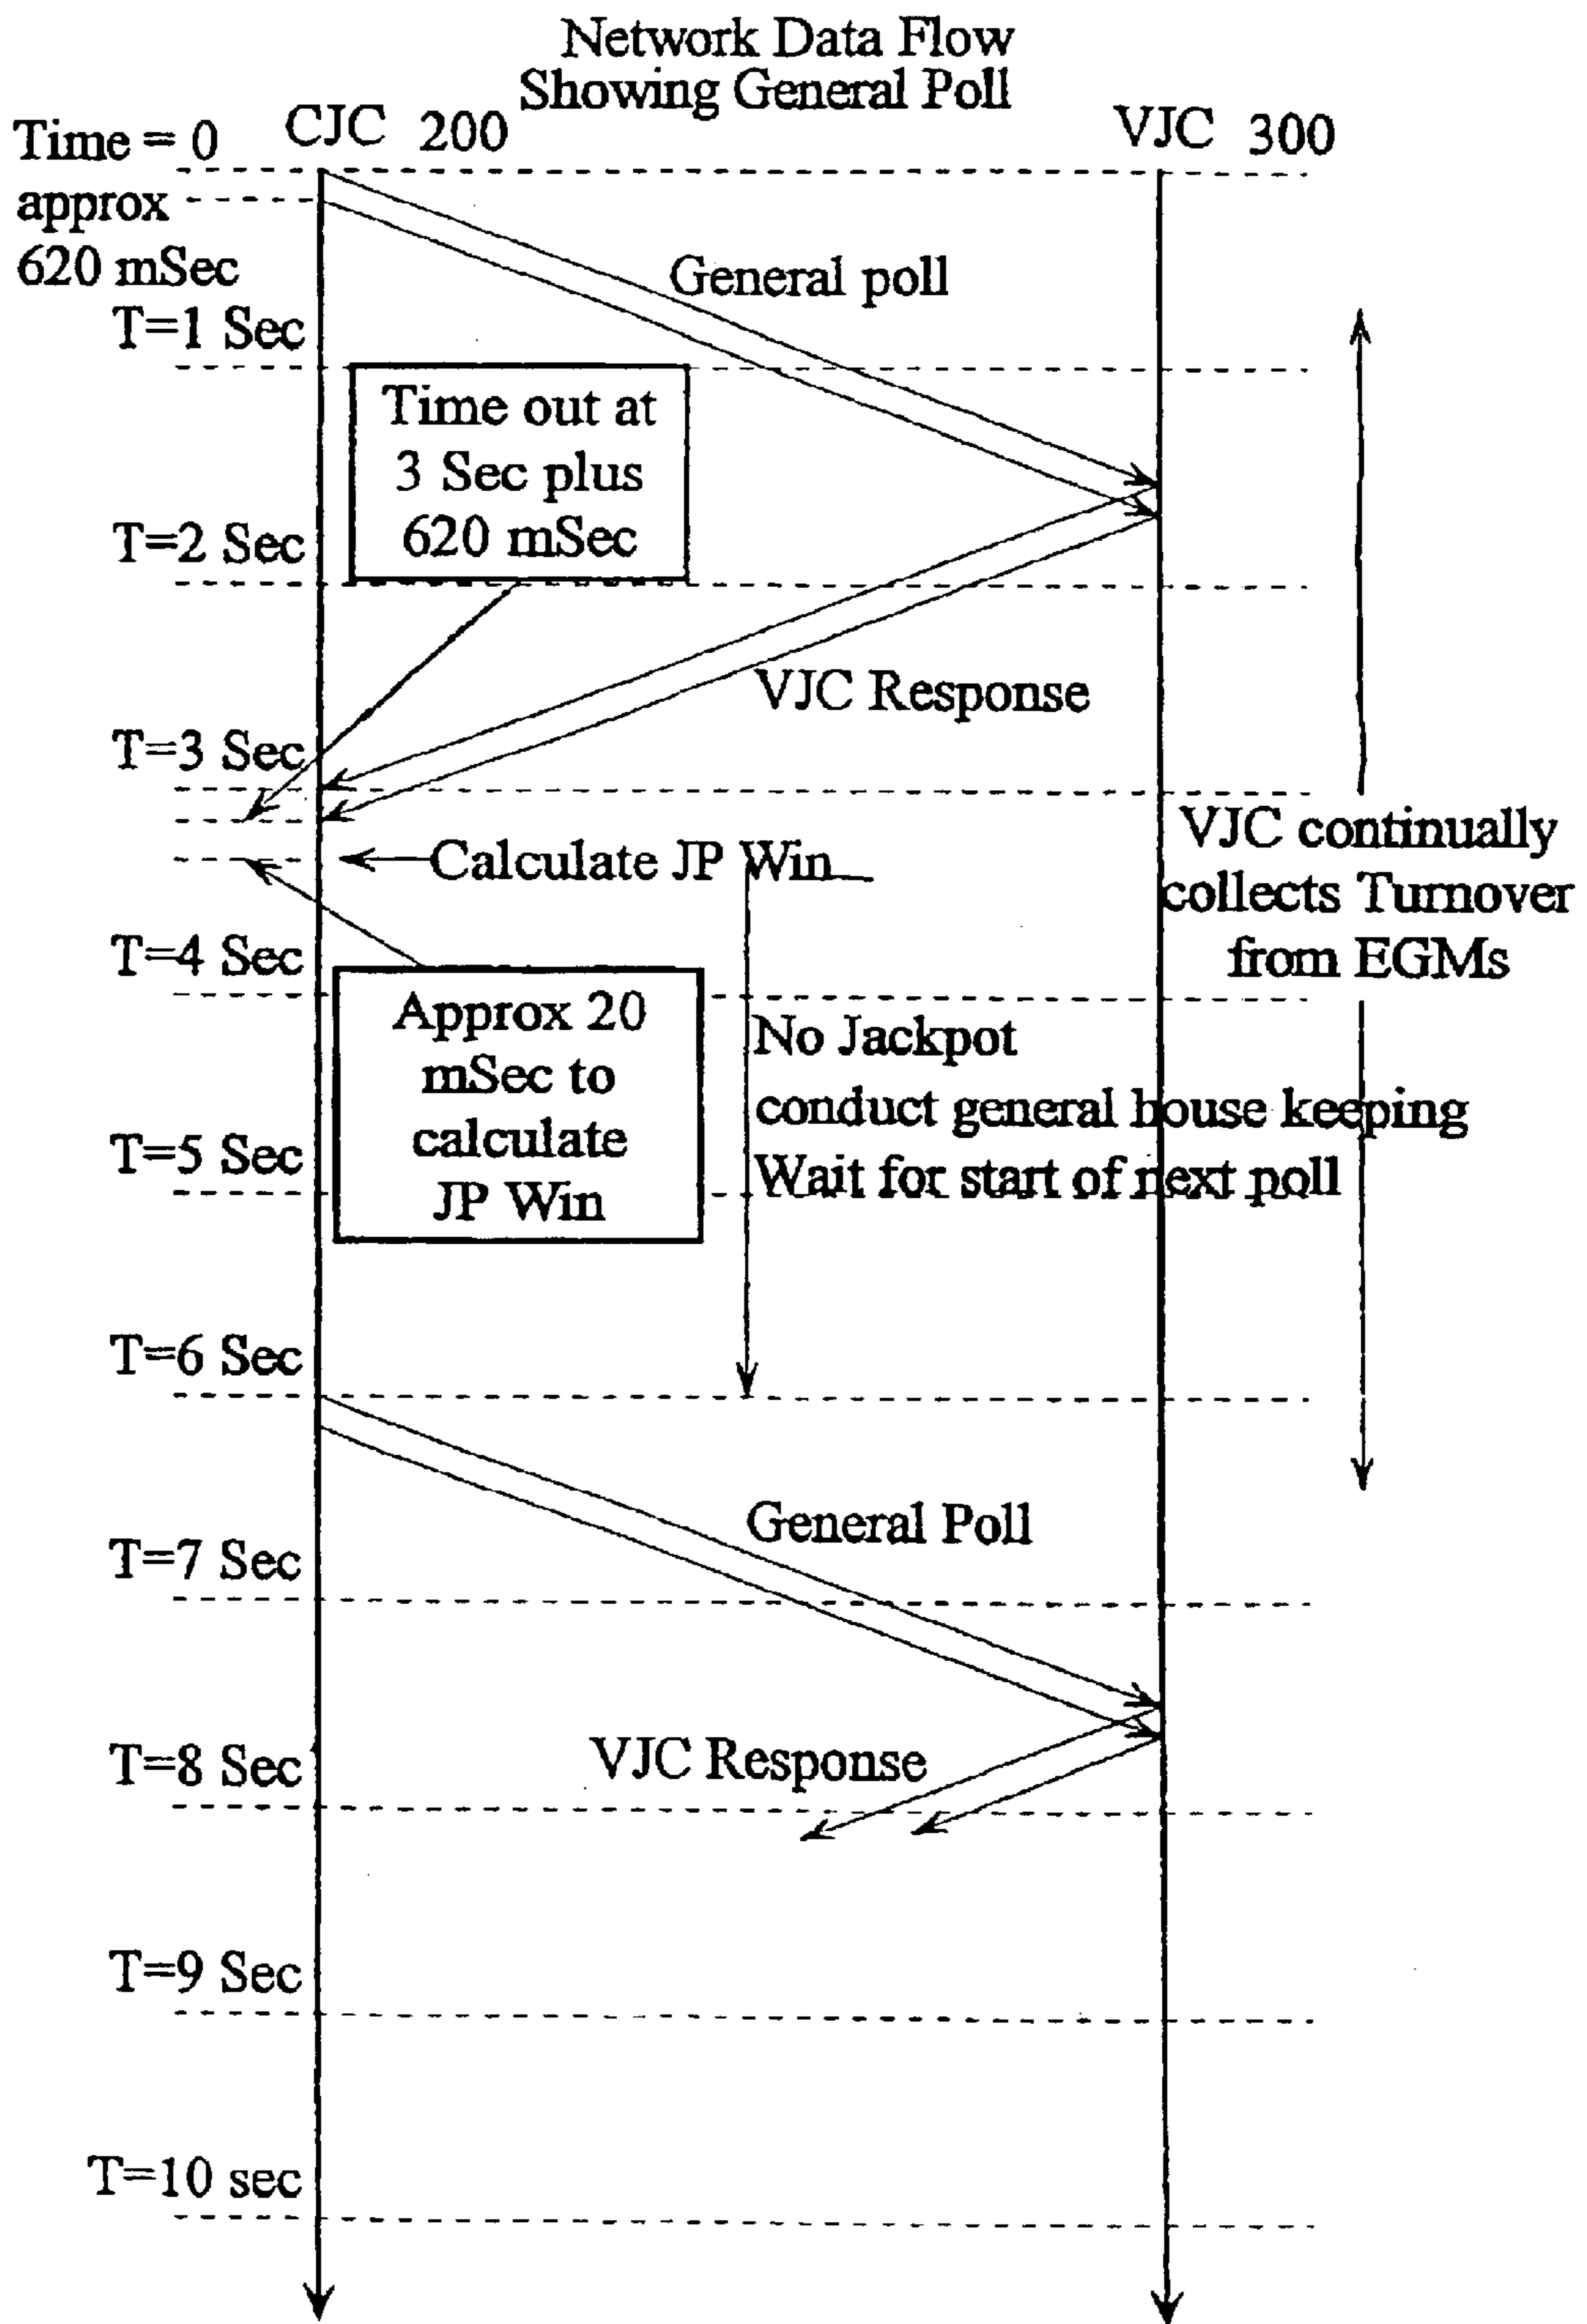 Network Data Flow
Showing General Poll
CJC 200
VJC 300
Time = 0
approx
620 mSec
General poll
T=1 Sec
Time out at
3 Sec plus
620 mSec
T=2 Sec
VJC Response
T=3 Sec
Calculate JP Win
VJC continually
collects Turnover
from EGMs
T=4 Sec
Approx 20
mSec to
calculate
JP Win
No Jackpot
conduct general house keeping
Wait for start of next poll
T=5 Sec
T=6 Sec
General Poll
T=7 Sec
VJC Response
T=8 Sec
T=9 Sec
T=10 sec